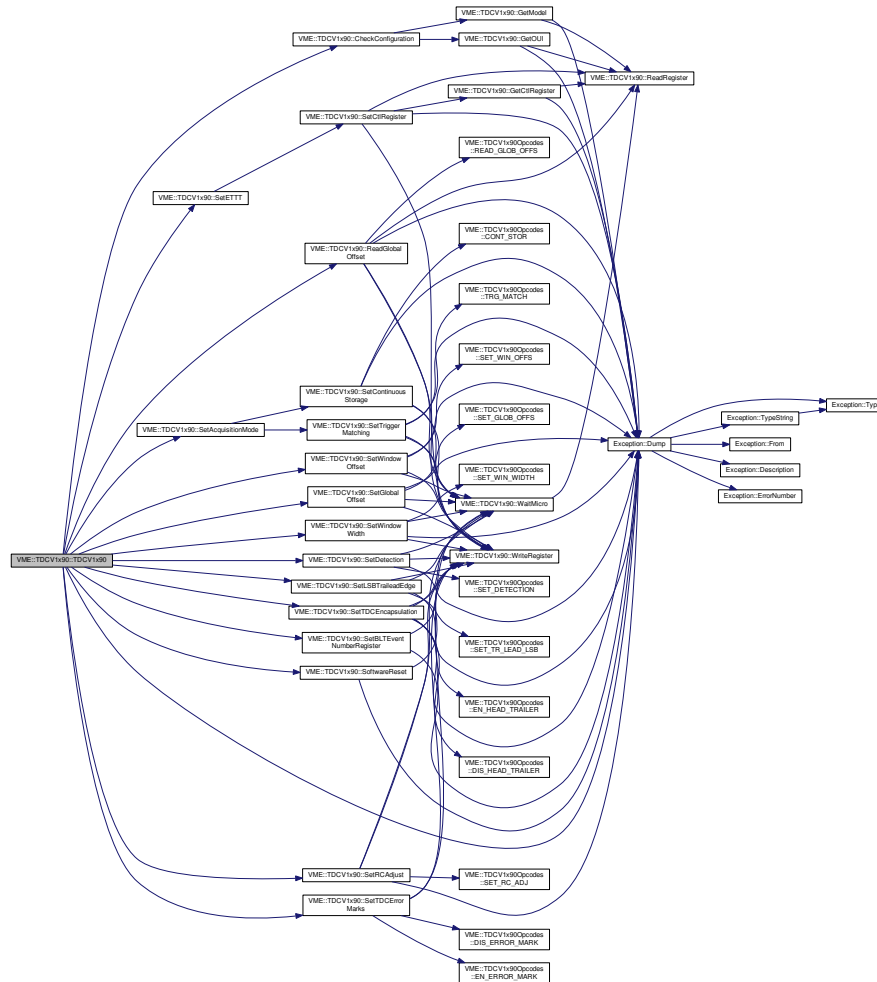 VME::TDCV1x90::GetModel
VME::TDCV1x90::CheckConfiguration
VME::TDCV1x90::GetOUI
VME::TDCV1x90::ReadRegister
VME::TDCV1x90::GetCtlRegister
VME::TDCV1x90::SetCtlRegister
VME::TDCV1x90Opcodes
::READ_GLOB_OFFS
VME::TDCV1x90::SetETTT
VME::TDCV1x90Opcodes
::CONT_STOR
VME::TDCV1x90::ReadGlobal
Offset
VME::TDCV1x90Opcodes
::TRG_MATCH
VME::TDCV1x90Opcodes
::SET_WIN_OFFS
VME::TDCV1x90::SetContinuous
Storage
Exception::Type
VME::TDCV1x90Opcodes
::SET_GLOB_OFFS
Exception::TypeString
VME::TDCV1x90::SetAcquisitionMode
VME::TDCV1x90::SetTrigger
Matching
Exception::Dump
Exception::From
VME::TDCV1x90::SetWindow
Offset
VME::TDCV1x90Opcodes
::SET_WIN_WIDTH
Exception::Description
VME::TDCV1x90::SetGlobal
Offset
Exception::ErrorNumber
VME::TDCV1x90::WaitMicro
VME::TDCV1x90::SetWindow
Width
VME::TDCV1x90::WriteRegister
VME::TDCV1x90::TDCV1x90
VME::TDCV1x90::SetDetection
VME::TDCV1x90Opcodes
::SET_DETECTION
VME::TDCV1x90::SetLSBTraileadEdge
VME::TDCV1x90::SetTDCEncapsulation
VME::TDCV1x90::SetBLTEvent
NumberRegister
VME::TDCV1x90Opcodes
::SET_TR_LEAD_LSB
VME::TDCV1x90::SoftwareReset
VME::TDCV1x90Opcodes
::EN_HEAD_TRAILER
VME::TDCV1x90Opcodes
::DIS_HEAD_TRAILER
VME::TDCV1x90::SetRCAdjust
VME::TDCV1x90Opcodes
::SET_RC_ADJ
VME::TDCV1x90::SetTDCError
Marks
VME::TDCV1x90Opcodes
::DIS_ERROR_MARK
VME::TDCV1x90Opcodes
::EN_ERROR_MARK